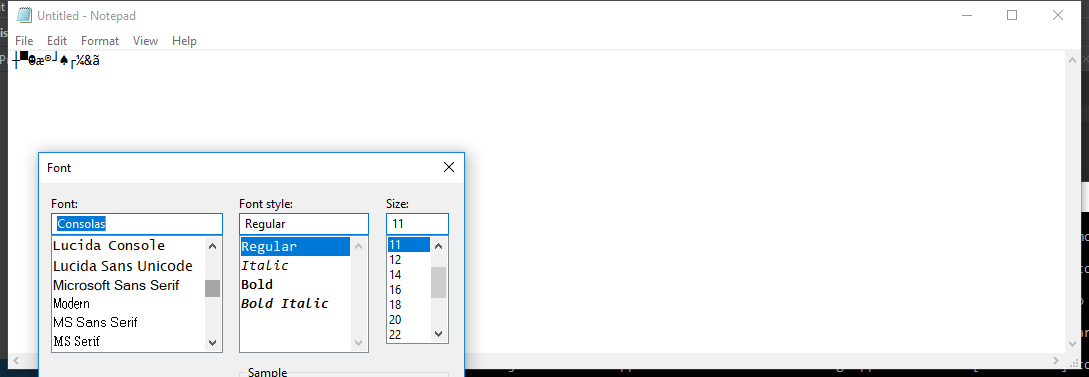 Untitled - Notepad
File Edit Format View Help
┼▀☻æ®┘♠┌¼&ã
Font
Font: Font style: Size:
Consolas Regular 11
Lucida Console Regular 11
Lucida Sans Unicode Italic 12
Microsoft Sans Serif Bold 14
Modern Bold Italic 16
MS Sans Serif 18
MS Serif 20
22
Sample